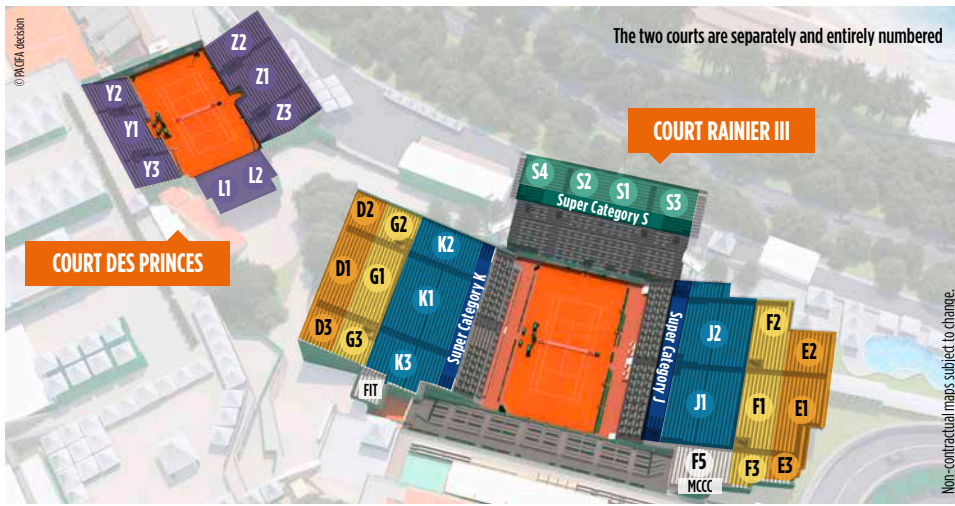 © PACIFA decision
The two courts are separately and entirely numbered
Z2
Z1
Z3
Y2
Y1
Y3
L1
L2
COURT DES PRINCES
COURT RAINIER III
S4
S2
S1
S3
Super Category S
D2
G2
K2
D1
G1
K1
D3
G3
K3
Super Category K
FIT
Super Category J
J2
F2
E2
J1
F1
E1
F5
F3
E3
MCCC
Non-contractual maps subject to change.